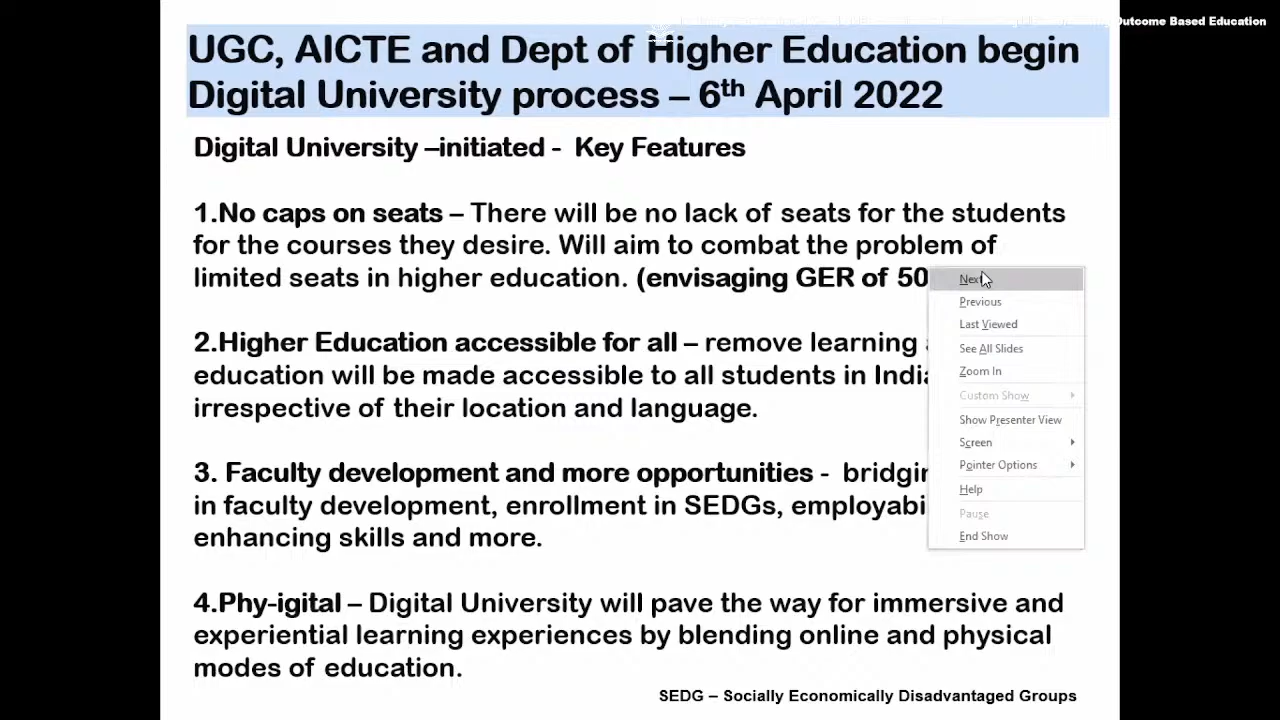 Outcome Based Education
UGC, AICTE and Dept of Higher Education begin
Digital University process – 6th April 2022
Digital University –initiated - Key Features
1.No caps on seats – There will be no lack of seats for the students
for the courses they desire. Will aim to combat the problem of
limited seats in higher education. (envisaging GER of 50
2.Higher Education accessible for all – remove learning
education will be made accessible to all students in India
irrespective of their location and language.
3. Faculty development and more opportunities - bridging
in faculty development, enrollment in SEDGs, employabi
enhancing skills and more.
4.Phy-igital – Digital University will pave the way for immersive and
experiential learning experiences by blending online and physical
modes of education.
SEDG – Socially Economically Disadvantaged Groups
Next
Previous
Last Viewed
See All Slides
Zoom In
Custom Show
Show Presenter View
Screen
Pointer Options
Help
Pause
End Show